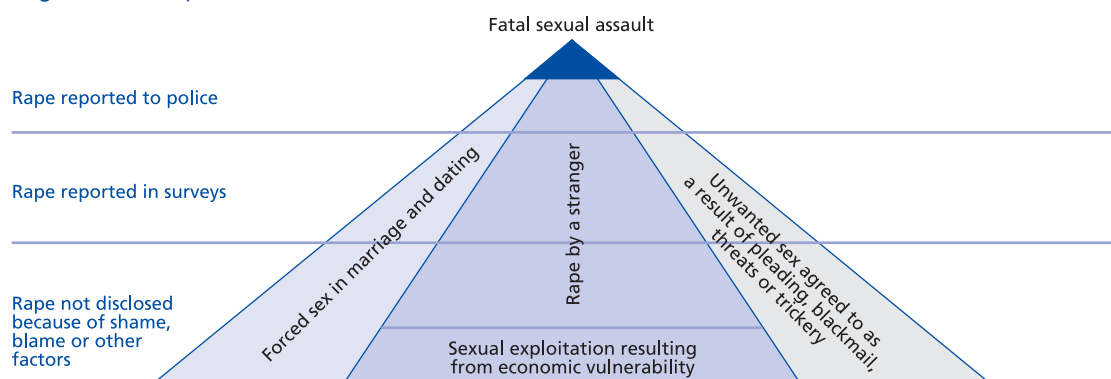 Fatal sexual assault
Rape reported to police
Rape reported in surveys
Rape not disclosed
because of shame,
blame or other
factors
Forced sex in marriage and dating
Rape by a stranger
Unwanted sex agreed to as
a result of pleading, blackmail,
threats or trickery
Sexual exploitation resulting
from economic vulnerability